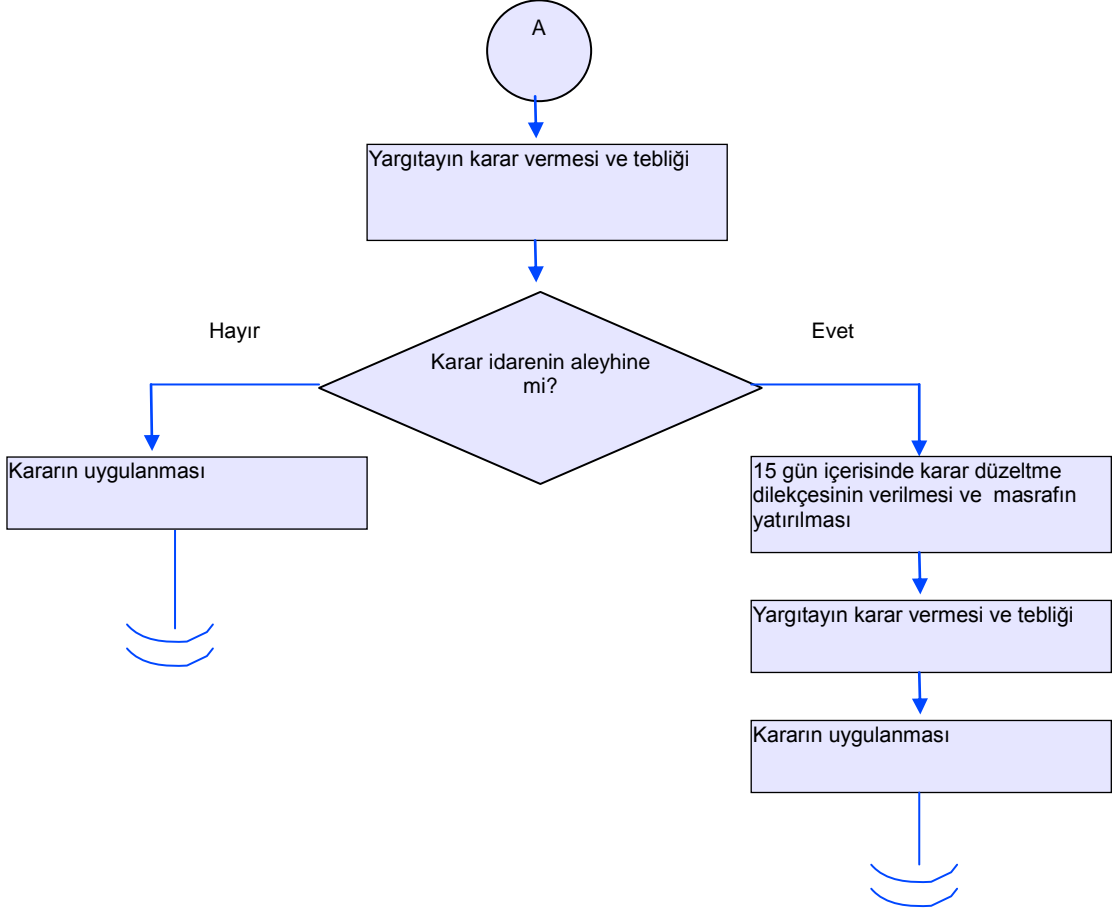 A
Yargıtayın karar vermesi ve tebliği
Hayır
Evet
Karar idarenin aleyhine
mi?
Kararın uygulanması
15 gün içerisinde karar düzeltme
dilekçesinin verilmesi ve  masrafın
yatırılması
Yargıtayın karar vermesi ve tebliği
Kararın uygulanması